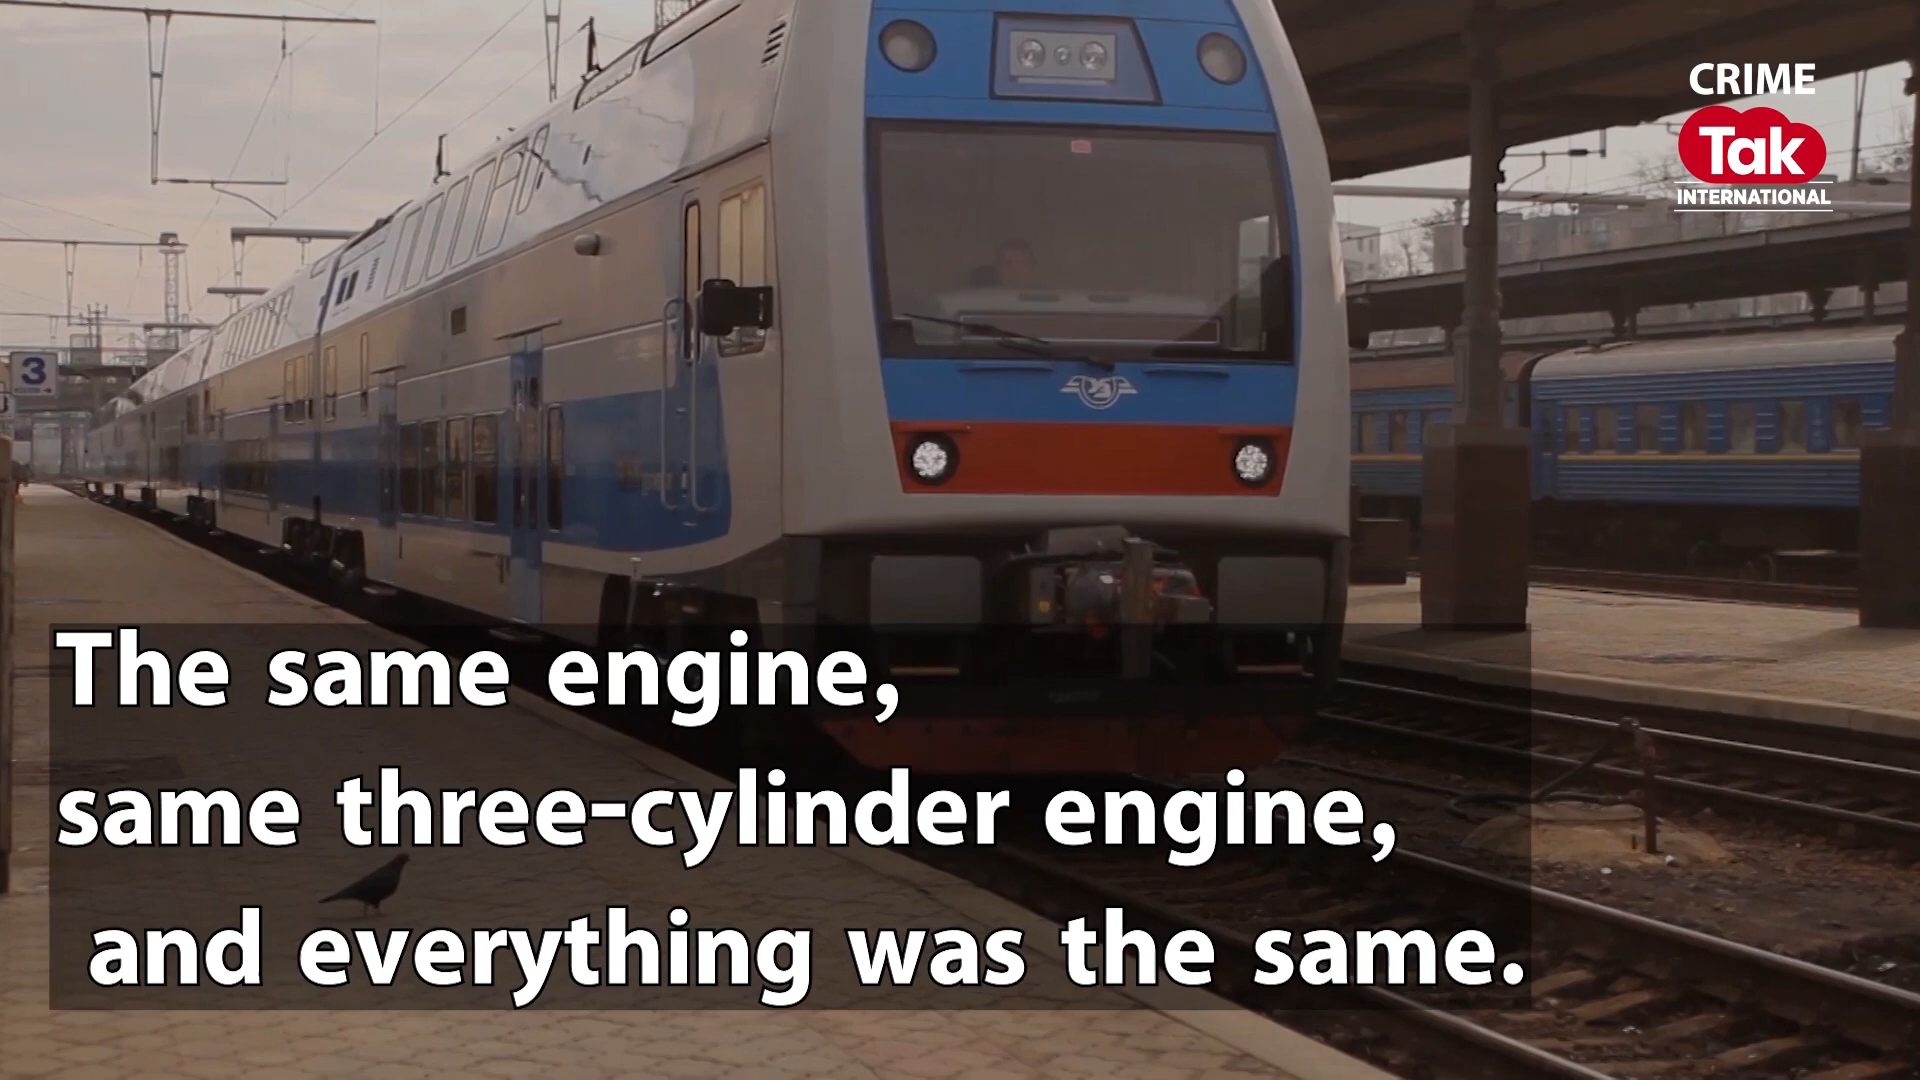 CRIME
Tak
INTERNATIONAL
3
The same engine,
same three-cylinder engine,
and everything was the same.